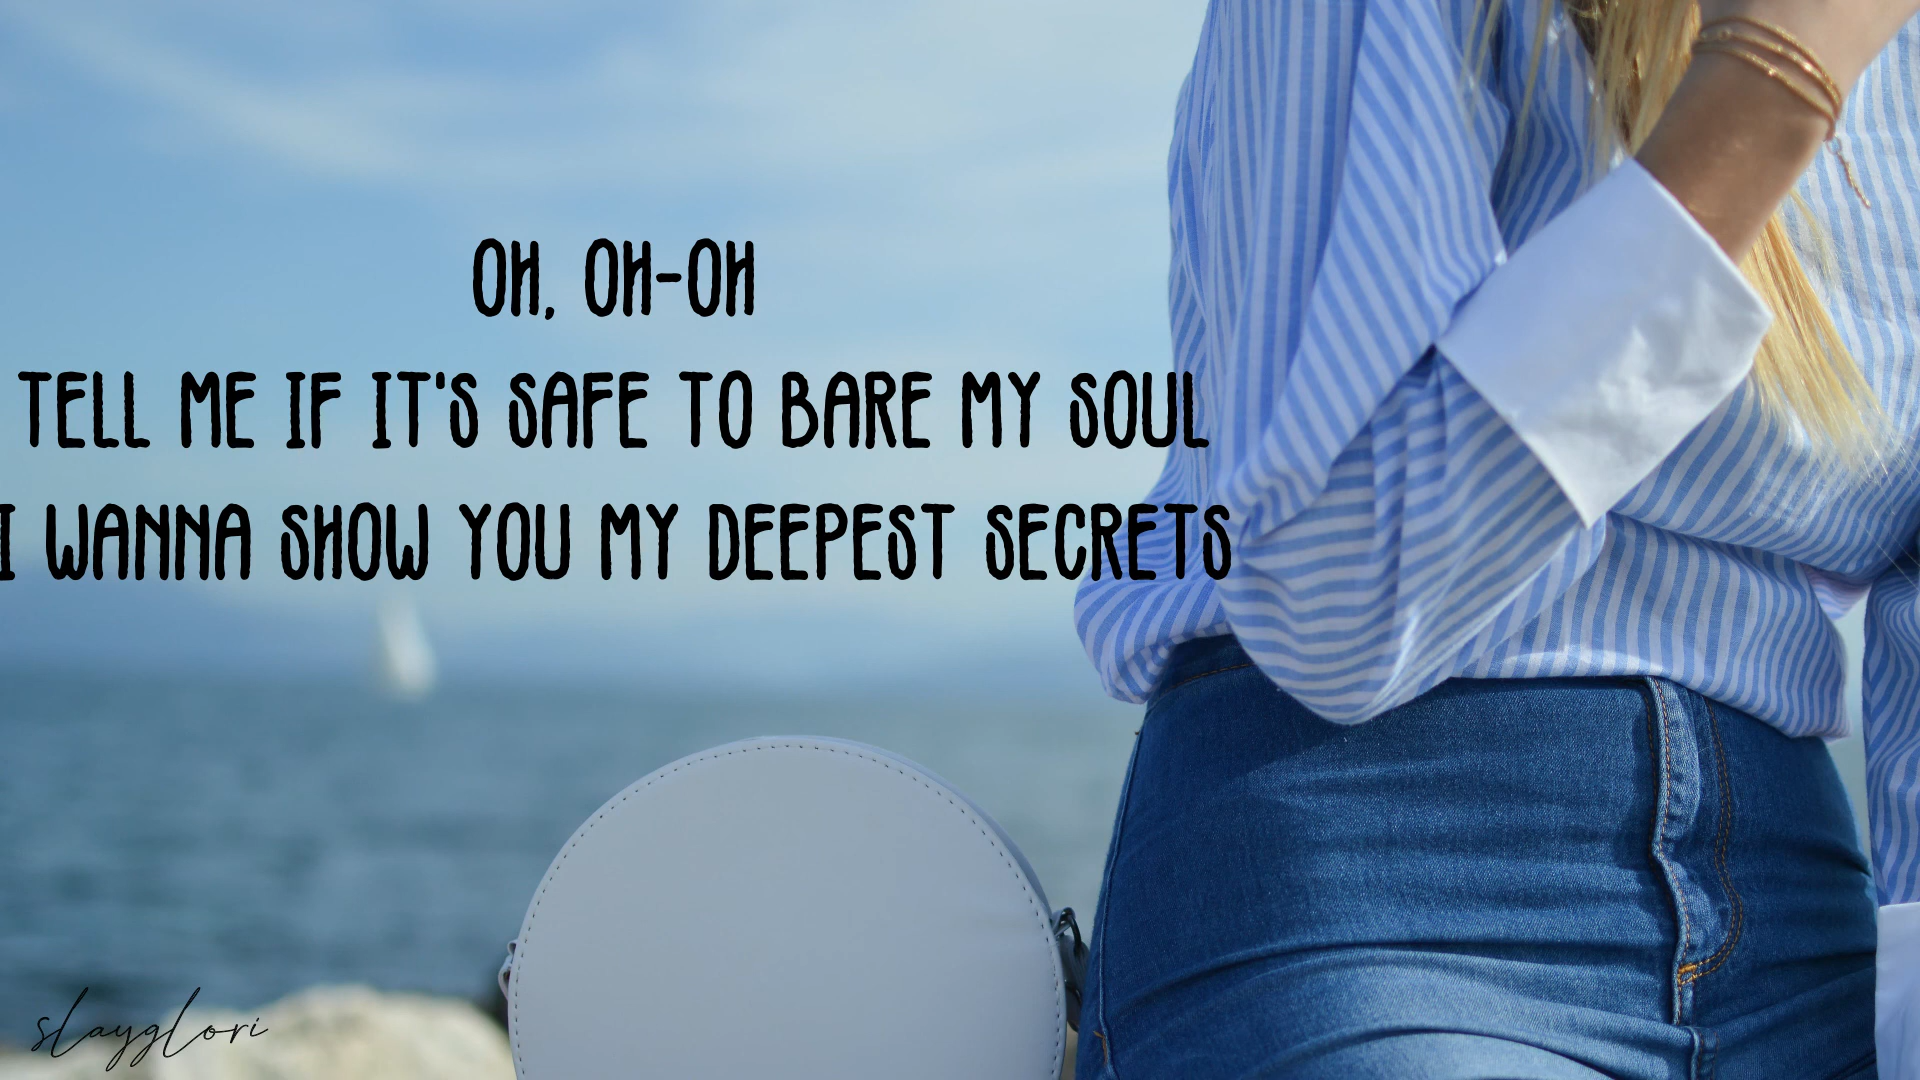 OH, OH-OH
TELL ME IF IT'S SAFE TO BARE MY SOUL
I WANNA SHOW YOU MY DEEPEST SECRETS
slayglori